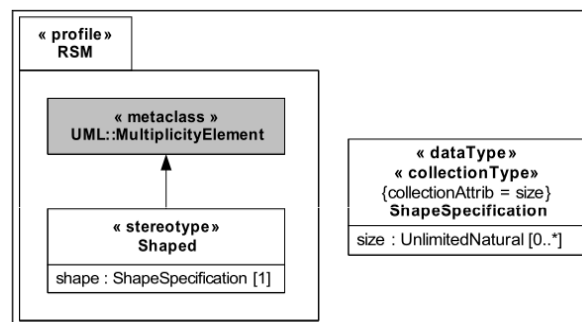 « profile»
RSM
« metaclass »
UML::MultiplicityElement
« stereotype»
Shaped
shape : ShapeSpecification [1]
« dataType»
« collectionType»
{collectionAttrib = size}
ShapeSpecification
size : UnlimitedNatural [0..*]